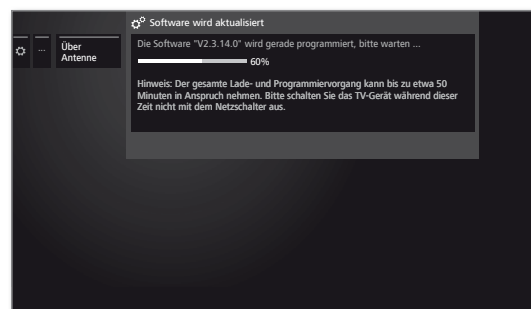 Software wird aktualisiert
...
Über
Antenne
Die Software "V2.3.14.0" wird gerade programmiert, bitte warten ...
60%
Hinweis: Der gesamte Lade- und Programmiervorgang kann bis zu etwa 50
Minuten in Anspruch nehmen. Bitte schalten Sie das TV-Gerät während dieser
Zeit nicht mit dem Netzschalter aus.